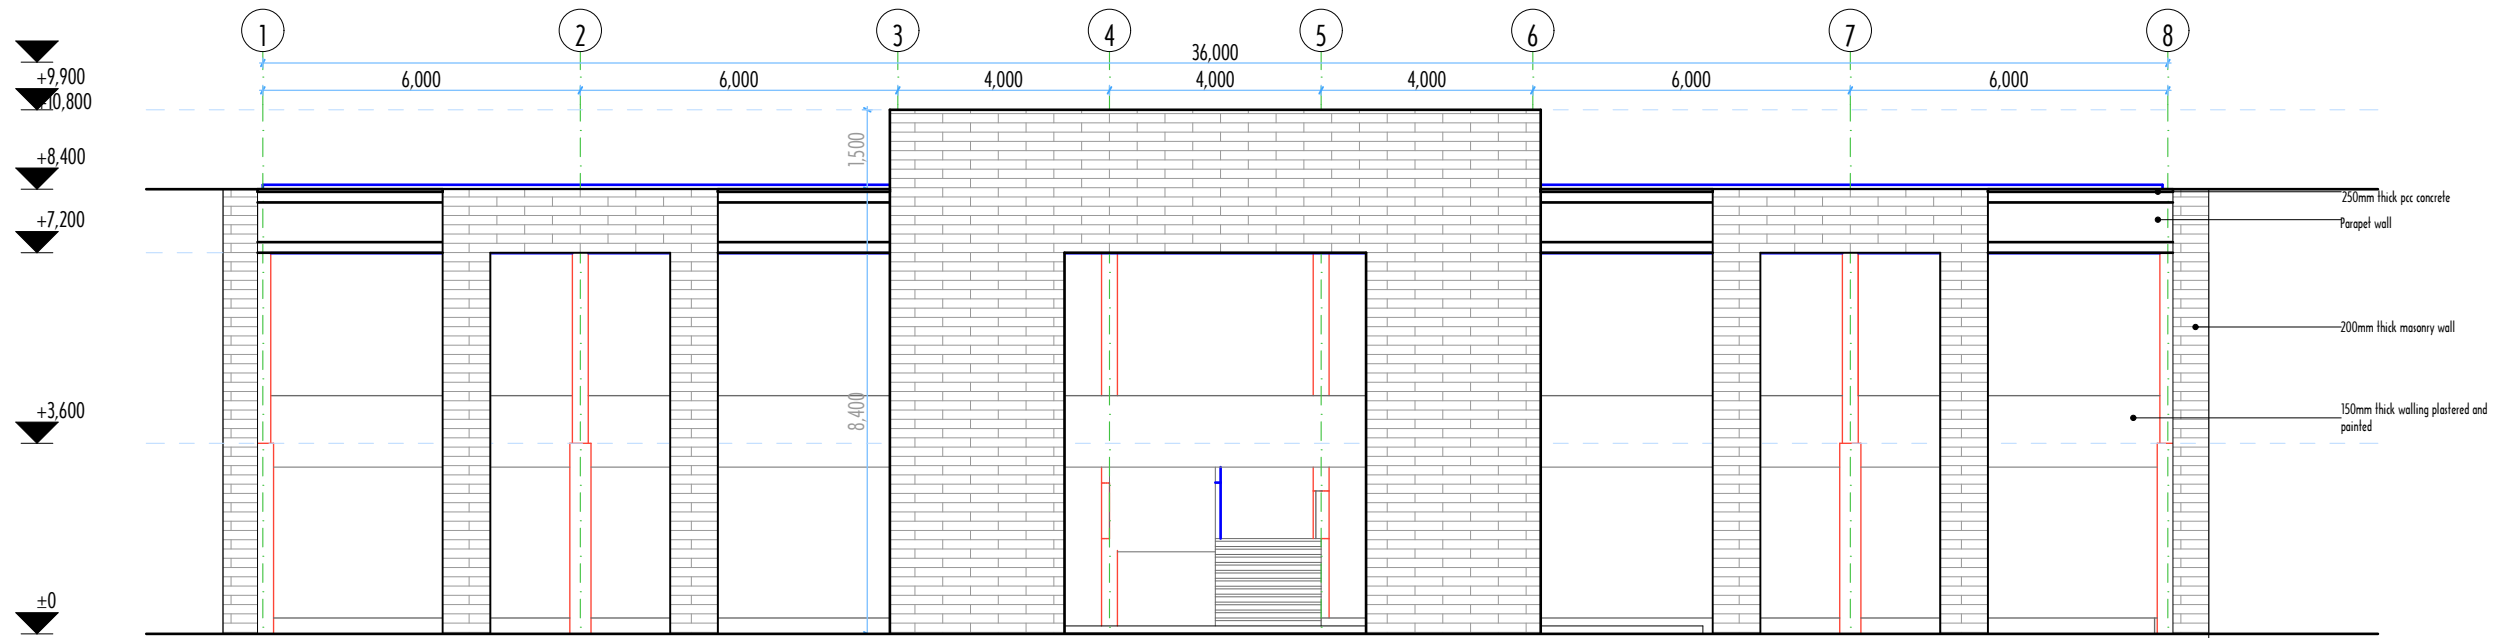 1 2 3 4 5 6 7 8
36,000
6,000 6,000 4,000 4,000 4,000 6,000 6,000
+9,900
+10,800
1,500
+8,400
250mm thick pcc concrete
+7,200
Parapet wall
200mm thick masonry wall
8,400
+3,600
150mm thick walling plastered and
painted
±0